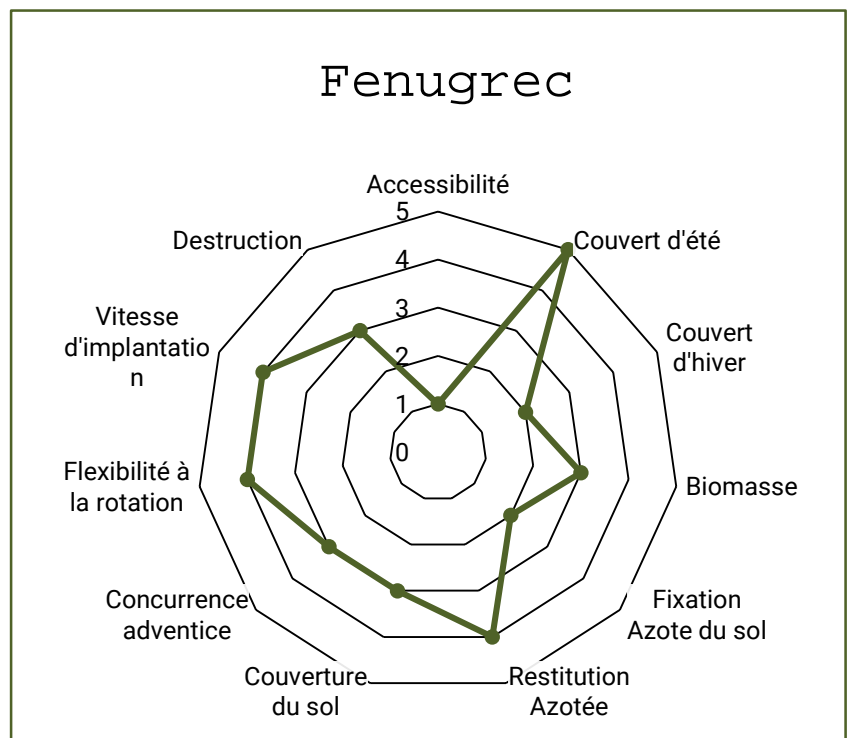 Fenugrec
Accessibilité
5
Destruction
Couvert d'été
4
Vitesse
d'implantatio
n
3
Couvert
d'hiver
2
1
0
Flexibilité à
la rotation
Biomasse
Concurrence
adventice
Fixation
Azote du sol
Couverture
du sol
Restitution
Azotée